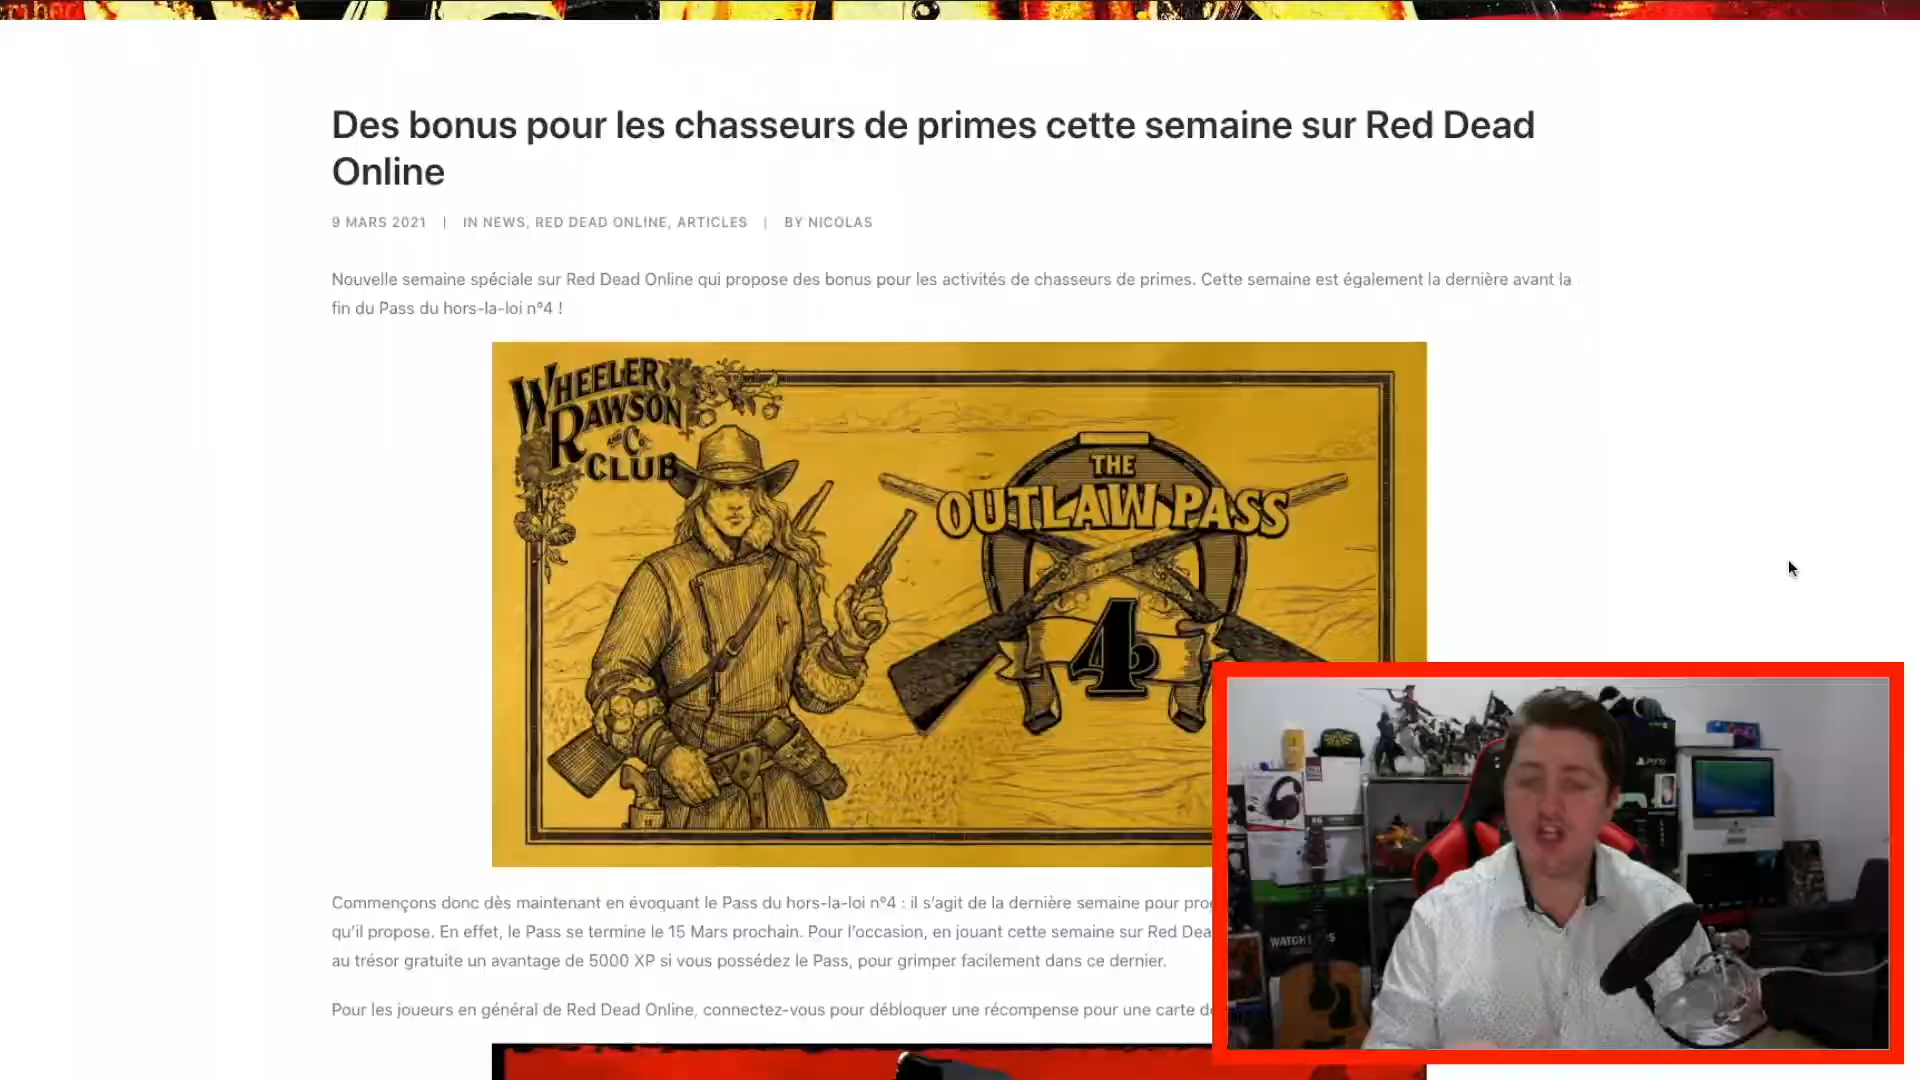 Des bonus pour les chasseurs de primes cette semaine sur Red Dead
Online
9 MARS 2021 | IN NEWS, RED DEAD ONLINE, ARTICLES | BY NICOLAS
Nouvelle semaine spéciale sur Red Dead Online qui propose des bonus pour les activités de chasseurs de primes. Cette semaine est également la dernière avant la
fin du Pass du hors-la-loi n°4 !
WHEELER,
RAWSON
AND Co.
CLUB
THE
OUTLAW PASS
4
Commençons donc dès maintenant en évoquant le Pass du hors-la-loi n°4 : il s'agit de la dernière semaine pour
qu'il propose. En effet, le Pass se termine le 15 Mars prochain. Pour l'occasion, en jouant cette semaine sur Red
au trésor gratuite un avantage de 5000 XP si vous possédez le Pass, pour grimper facilement dans ce dernier.
Pour les joueurs en général de Red Dead Online, connectez-vous pour débloquer une récompense pour une carte